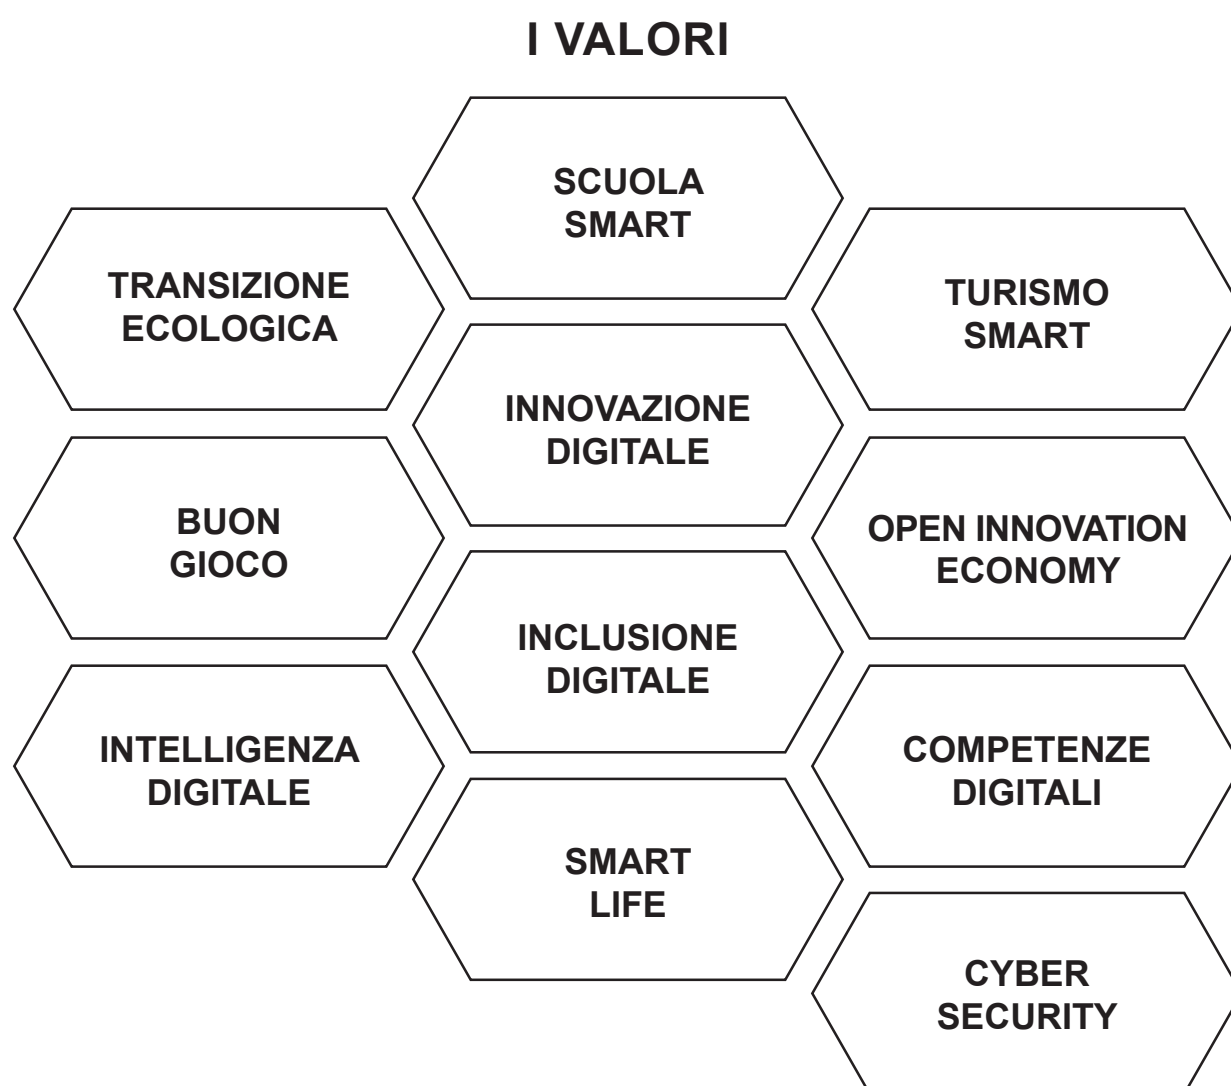 I VALORI
SCUOLA
SMART
TRANSIZIONE
ECOLOGICA
TURISMO
SMART
INNOVAZIONE
DIGITALE
BUON
GIOCO
OPEN INNOVATION
ECONOMY
INCLUSIONE
DIGITALE
INTELLIGENZA
DIGITALE
COMPETENZE
DIGITALI
SMART
LIFE
CYBER
SECURITY